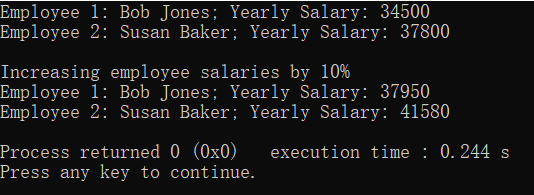 Employee 1: Bob Jones; Yearly Salary: 34500
Employee 2: Susan Baker; Yearly Salary: 37800
Increasing employee salaries by 10%
Employee 1: Bob Jones; Yearly Salary: 37950
Employee 2: Susan Baker; Yearly Salary: 41580
Process returned 0 (0x0)   execution time : 0.244 s
Press any key to continue.